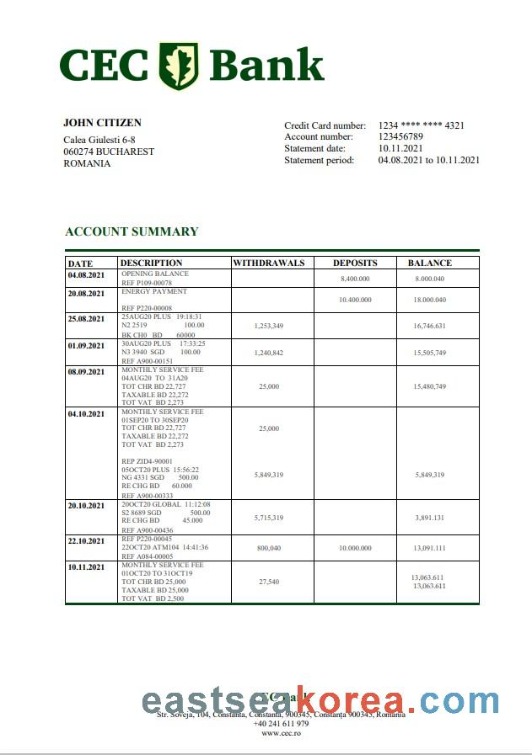 CEC Bank
JOHN CITIZEN
Calea Giulesti 6-8
060274 BUCHAREST
ROMANIA
Credit Card number: 1234 **** **** 4321
Account number: 123456789
Statement date: 10.11.2021
Statement period: 04.08.2021 to 10.11.2021
ACCOUNT SUMMARY
DATE DESCRIPTION WITHDRAWALS DEPOSITS BALANCE
04.08.2021 OPENING BALANCE 8,400.000 8.000.040
REF P109-00078
20.08.2021 ENERGY PAYMENT 10.400.000 18.000.040
REF P220-00008
25.08.2021 25AUG20 PLUS 19:18:31
N2 2519 100.00 1,253,349 16,746.631
BK CH0 BD 60000
01.09.2021 30AUG20 PLUS 17:33:25
N3 3940 SGD 100.00 1,240,842 15,505,749
REF A900-00151
08.09.2021 MONTHLY SERVICE FEE
04AUG20 TO 31A20
TOT CHR BD 22,727 25,000 15,480,749
TAXABLE BD 22,272
TOT VAT BD 2,273
04.10.2021 MONTHLY SERVICE FEE
01SEP20 TO 30SEP20
TOT CHR BD 22,727 25,000
TAXABLE BD 22,272
TOT VAL BD 2,273
REP ZID4-90001
05OCT20 PLUS 15:56:22
NG 4331 SGD 500.00 5,849,319 5,849,319
RE CHG BD 60.000
REF A900-00333
20.10.2021 20OCT20 GLOBAL 11:12:08
S2 8689 SGD 500.00
RE CHG BD 45.000 5,715,319 3,891.131
REF A900-00436
22.10.2021 REF P220-00045
22OCT20 ATM104 14:41:36 800,040 10.000.000 13,091.111
REF A084-00005
10.11.2021 MONTHLY SERVICE FEE
01OCT20 TO 31OCT19
TOT CHR BD 25,000 27,540 13,063.611
TAXABLE BD 25,000 13,063.611
TOT VAT BD 2,500
CEC Bank
eastseakorea.com
Str. Soveja, 104, Constanta, Constanta, 900345, Constanta 900345, Romania
+40 241 611 979
www.cec.ro